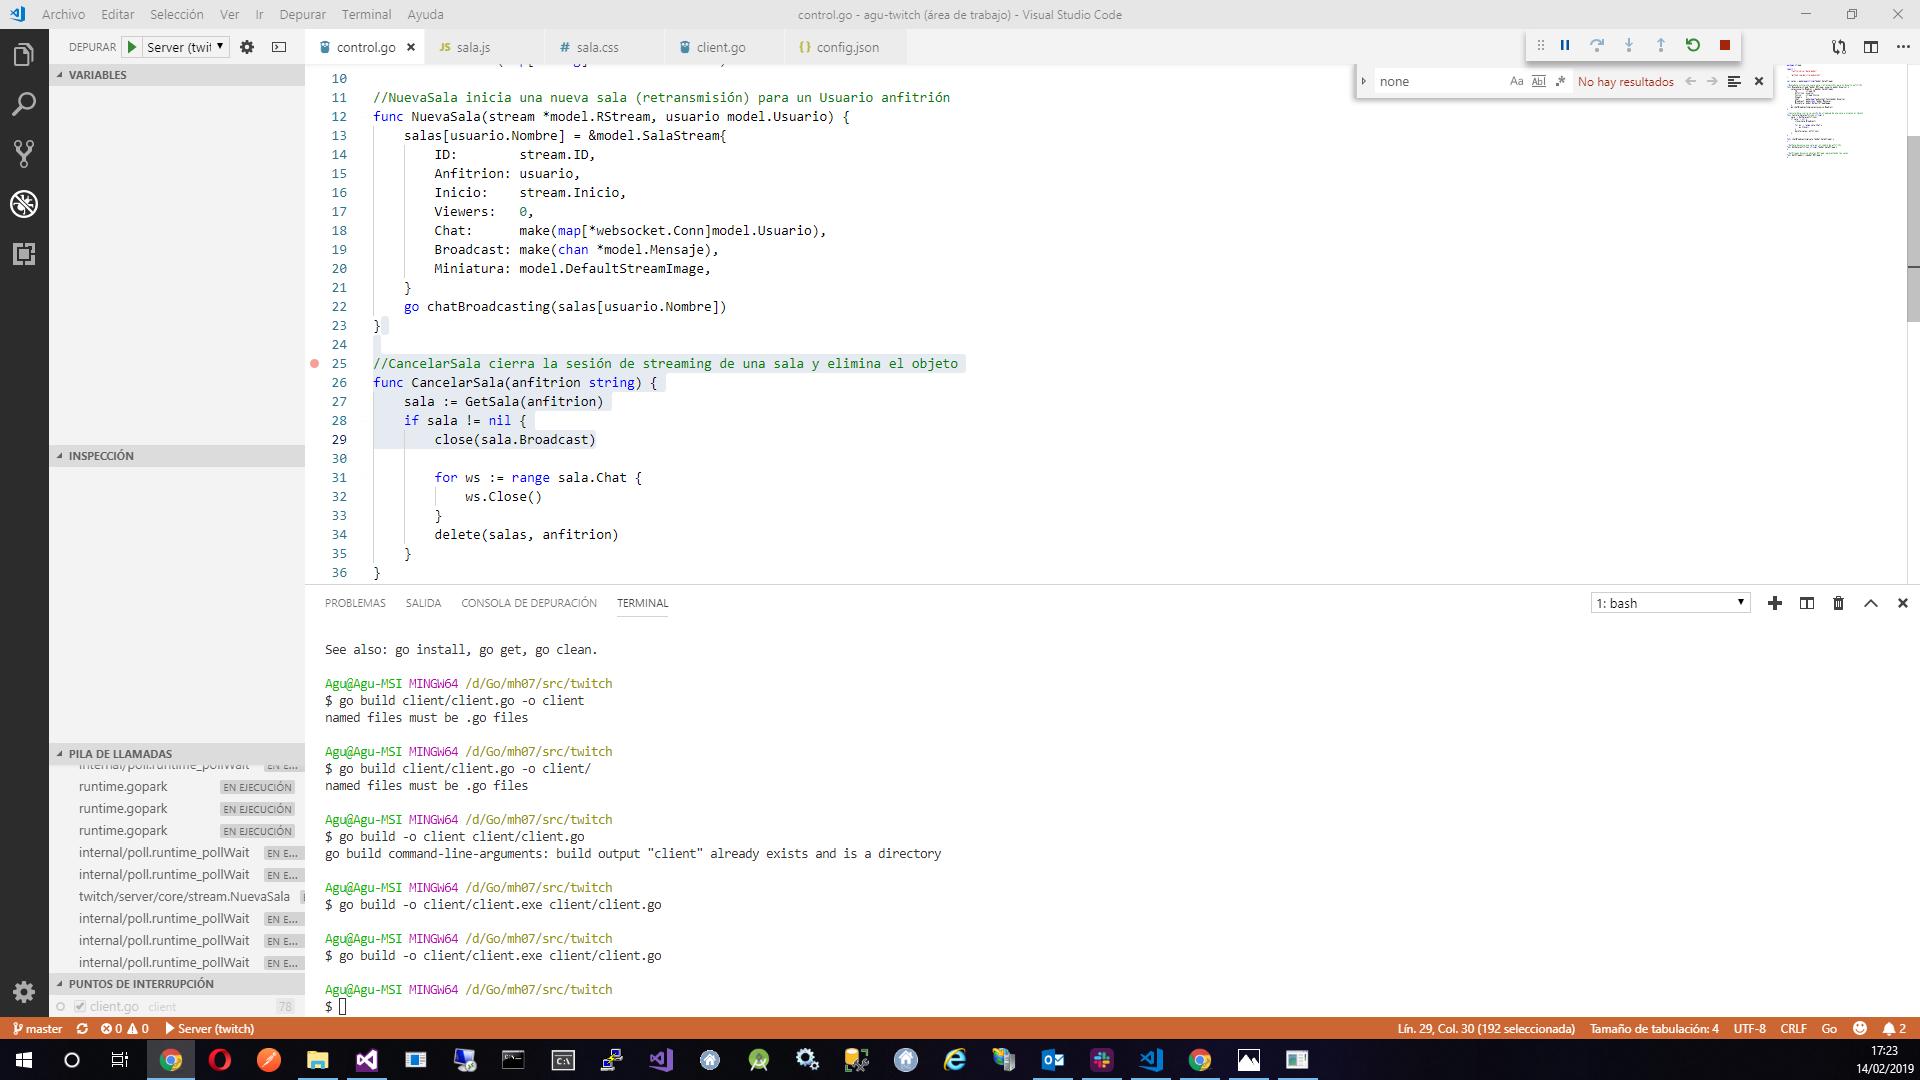 Archivo Editar Selección Ver Ir Depurar Terminal Ayuda
control.go - agu-twitch (área de trabajo) - Visual Studio Code
DEPURAR Server (twit
control.go sala.js sala.css client.go config.json
VARIABLES
INSPECCIÓN
PILA DE LLAMADAS
internal/poll.runtime_pollWait EN E...
runtime.gopark EN EJECUCIÓN
runtime.gopark EN EJECUCIÓN
runtime.gopark EN EJECUCIÓN
internal/poll.runtime_pollWait EN E...
internal/poll.runtime_pollWait EN E...
twitch/server/core/stream.NuevaSala
internal/poll.runtime_pollWait EN E...
internal/poll.runtime_pollWait EN E...
internal/poll.runtime_pollWait EN E...
PUNTOS DE INTERRUPCIÓN
client.go client 78
none Aa Abl .* No hay resultados
10
11 //NuevaSala inicia una nueva sala (retransmisión) para un Usuario anfitrión
12 func NuevaSala(stream *model.RStream, usuario model.Usuario) {
13 salas[usuario.Nombre] = &model.SalaStream{
14 ID: stream.ID,
15 Anfitrion: usuario,
16 Inicio: stream.Inicio,
17 Viewers: 0,
18 Chat: make(map[*websocket.Conn]model.Usuario),
19 Broadcast: make(chan *model.Mensaje),
20 Miniatura: model.DefaultStreamImage,
21 }
22 go chatBroadcasting(salas[usuario.Nombre])
23 }
24
25 //CancelarSala cierra la sesión de streaming de una sala y elimina el objeto
26 func CancelarSala(anfitrion string) {
27 sala := GetSala(anfitrion)
28 if sala != nil {
29 close(sala.Broadcast)
30
31 for ws := range sala.Chat {
32 ws.Close()
33 }
34 delete(salas, anfitrion)
35 }
36 }
PROBLEMAS SALIDA CONSOLA DE DEPURACIÓN TERMINAL
1: bash
See also: go install, go get, go clean.
Agu@Agu-MSI MINGW64 /d/Go/mh07/src/twitch
$ go build client/client.go -o client
named files must be .go files
Agu@Agu-MSI MINGW64 /d/Go/mh07/src/twitch
$ go build client/client.go -o client/
named files must be .go files
Agu@Agu-MSI MINGW64 /d/Go/mh07/src/twitch
$ go build -o client client/client.go
go build command-line-arguments: build output "client" already exists and is a directory
Agu@Agu-MSI MINGW64 /d/Go/mh07/src/twitch
$ go build -o client/client.exe client/client.go
Agu@Agu-MSI MINGW64 /d/Go/mh07/src/twitch
$ go build -o client/client.exe client/client.go
Agu@Agu-MSI MINGW64 /d/Go/mh07/src/twitch
$
master 0 0 Server (twitch)
Lín. 29, Col. 30 (192 seleccionada) Tamaño de tabulación: 4 UTF-8 CRLF Go 2
17:23
14/02/2019